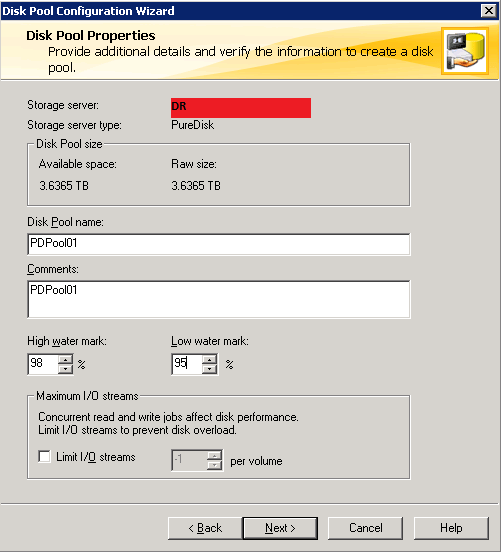 Disk Pool Configuration Wizard
Disk Pool Properties
Provide additional details and verify the information to create a disk
pool.
Storage server: DR
Storage server type: PureDisk
Disk Pool size
Available space: Raw size:
3.6365 TB 3.6365 TB
Disk Pool name:
PDPool01
Comments:
PDPool01
High water mark: Low water mark:
98 % 95 %
Maximum I/O streams
Concurrent read and write jobs affect disk performance.
Limit I/O streams to prevent disk overload.
Limit I/O streams -1 per volume
< Back Next > Cancel Help